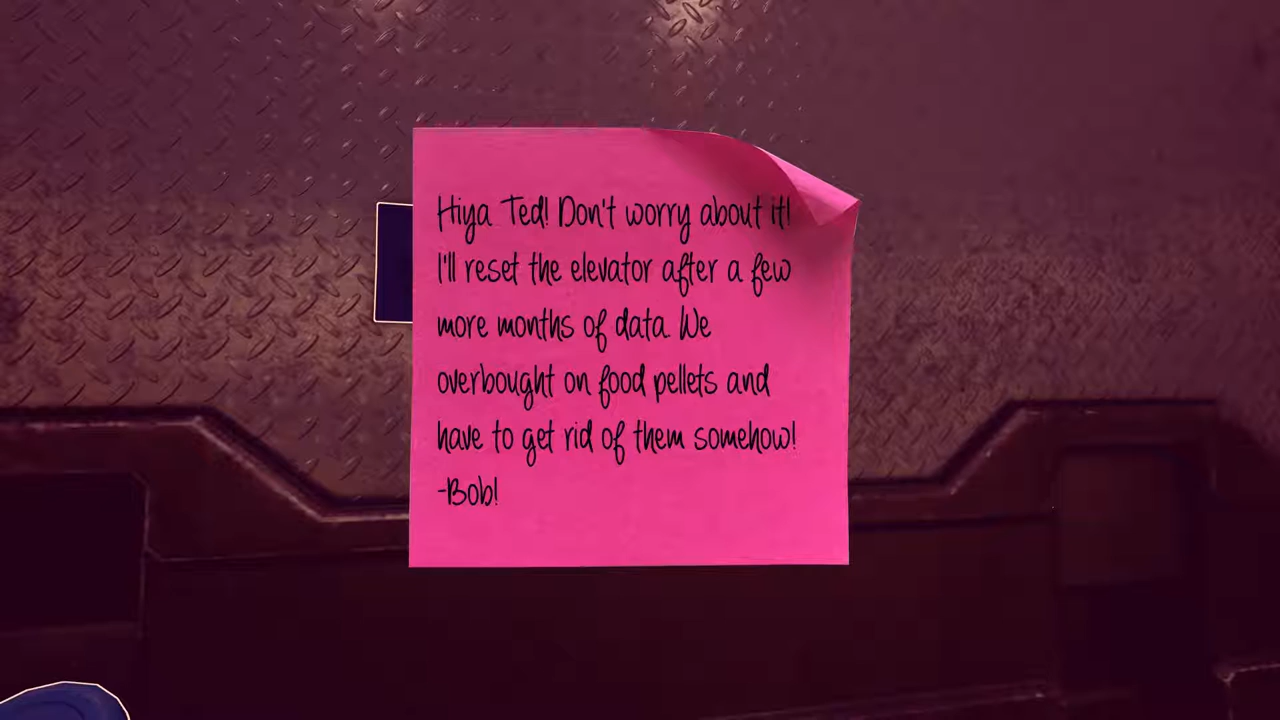 Hiya Ted! Don't worry about it!
I'll reset the elevator after a few
more months of data. We
overbought on food pellets and
have to get rid of them somehow!
-Bob!